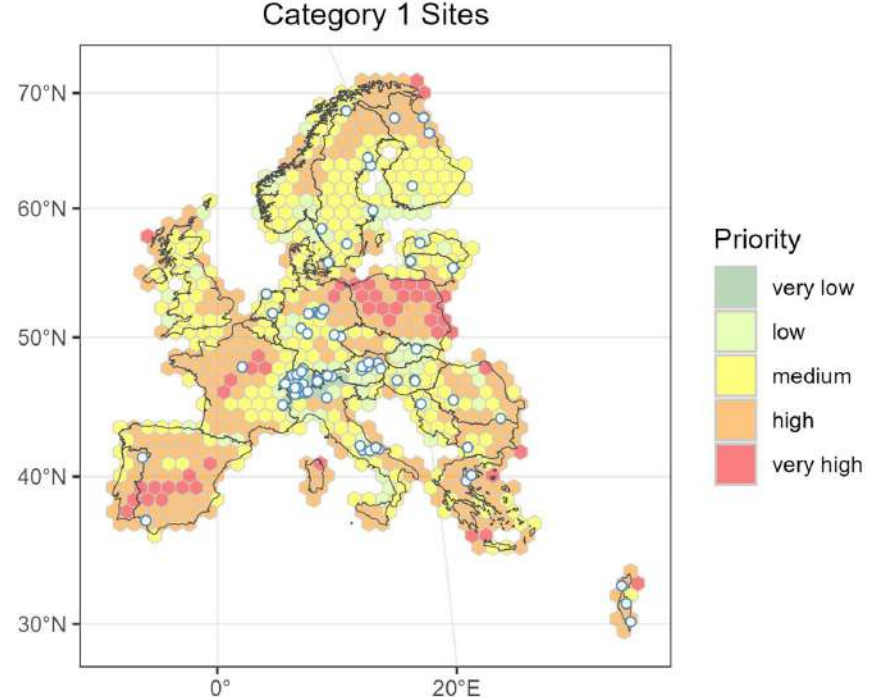 Category 1 Sites
70°N
60°N
50°N
40°N
30°N
0°
20°E
Priority
very low
low
medium
high
very high